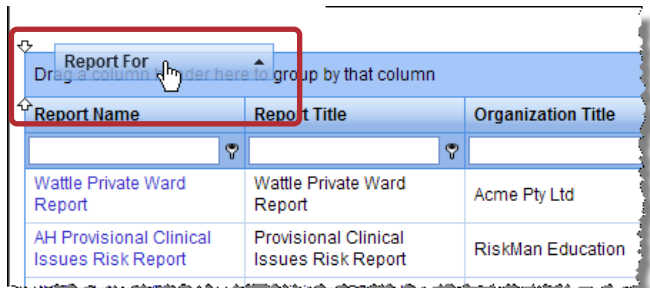 Report For
Drag a column header here to group by that column
Report Name Report Title Organization Title
Wattle Private Ward Wattle Private Ward Acme Pty Ltd
Report Report
AH Provisional Clinical Provisional Clinical RiskMan Education
Issues Risk Report Issues Risk Report